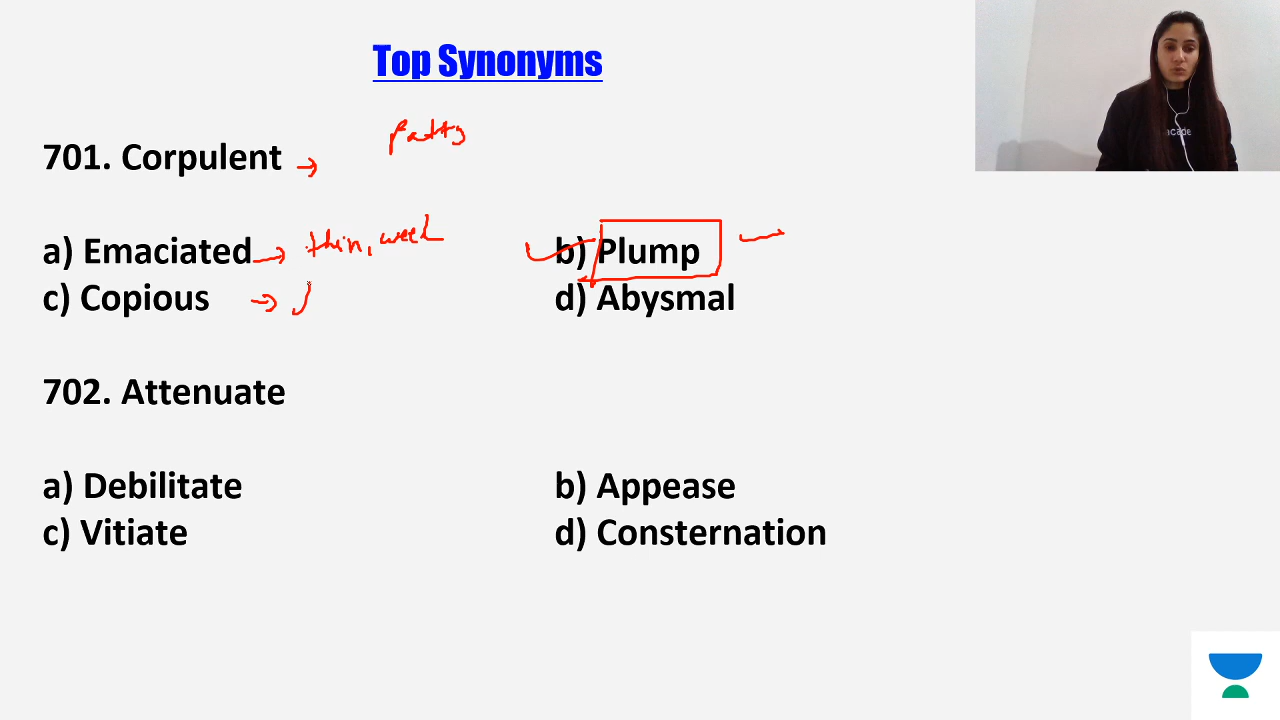 Top Synonyms
fatty
701. Corpulent →
a) Emaciated → thin, weak
b) Plump
c) Copious →
d) Abysmal
702. Attenuate
a) Debilitate
b) Appease
c) Vitiate
d) Consternation